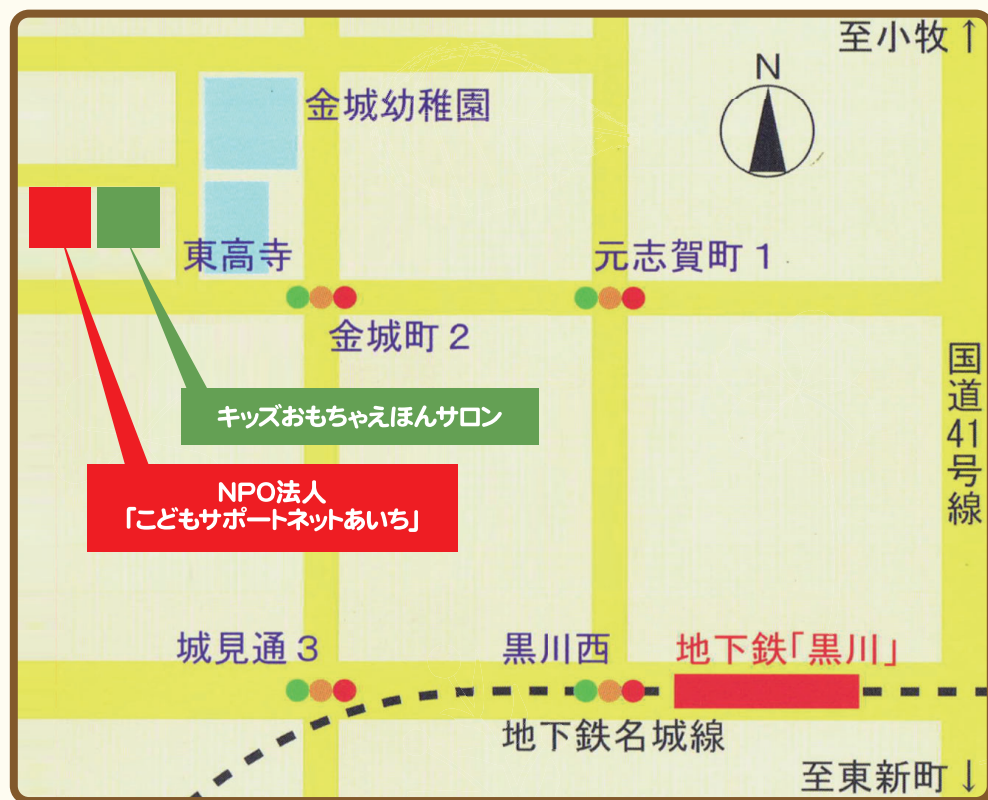 至小牧↑
N
金城幼稚園
東高寺
元志賀町1
金城町2
国道41号線
キッズおもちゃえほんサロン
NPO法人
「こどもサポートネットあいち」
城見通3
黒川西
地下鉄「黒川」
地下鉄名城線
至東新町↓